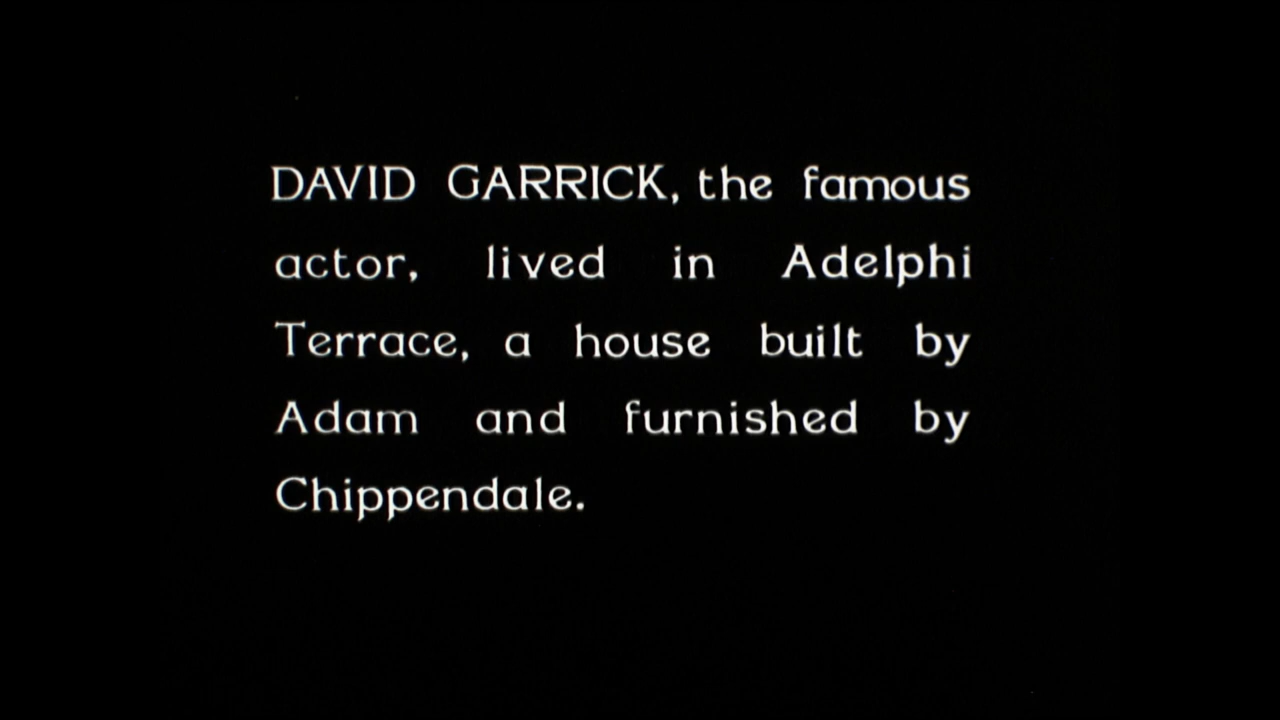 DAVID GARRICK, the famous
actor, lived in Adelphi
Terrace, a house built by
Adam and furnished by
Chippendale.